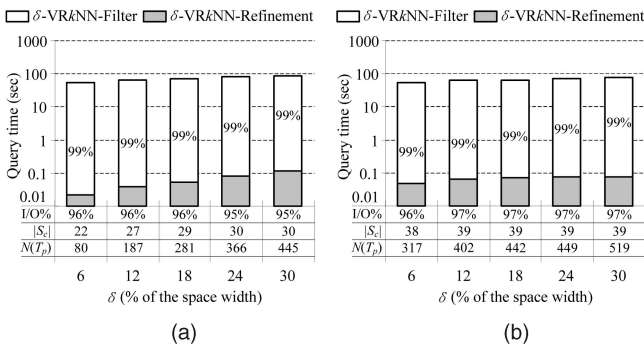 δ-VRkNN-Filter δ-VRkNN-Refinement
Query time (sec)
1000
100
10
1
0.1
0.01
99% 99% 99% 99% 99%
I/O% 96% 96% 96% 95% 95%
|Sc| 22 27 29 30 30
N(Tp) 80 187 281 366 445
6 12 18 24 30
δ (% of the space width)
(a)
δ-VRkNN-Filter δ-VRkNN-Refinement
Query time (sec)
1000
100
10
1
0.1
0.01
99% 99% 99% 99% 99%
I/O% 96% 97% 97% 97% 97%
|Sc| 38 39 39 39 39
N(Tp) 317 402 442 449 519
6 12 18 24 30
δ (% of the space width)
(b)